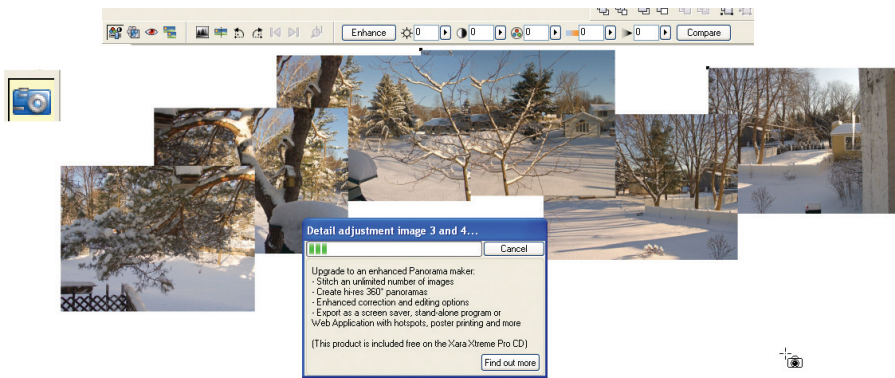 Enhance 0 0 0 0 0 Compare
Detail adjustment image 3 and 4...
Cancel
Upgrade to an enhanced Panorama maker:
- Stitch an unlimited number of images
- Create hi-res 360° panoramas
- Enhanced correction and editing options
- Export as a screen saver, stand-alone program or
Web Application with hotspots, poster printing and more
(This product is included free on the Xara Xtreme Pro CD)
Find out more